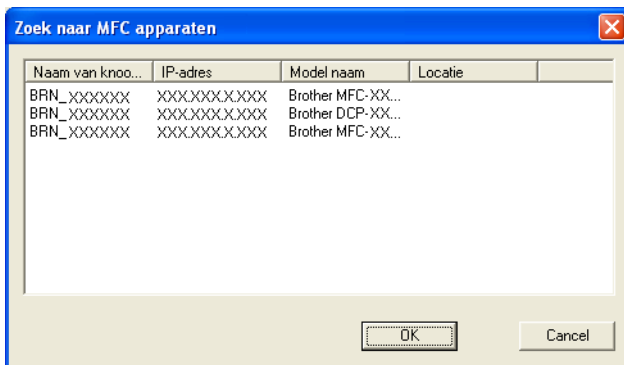 Zoek naar MFC apparaten
Naam van knoo... IP-adres Model naam Locatie
BRN_XXXXXX XXX.XXX.X.XXX Brother MFC-XX...
BRN_XXXXXX XXX.XXX.X.XXX Brother DCP-XX...
BRN_XXXXXX XXX.XXX.X.XXX Brother MFC-XX...
OK Cancel